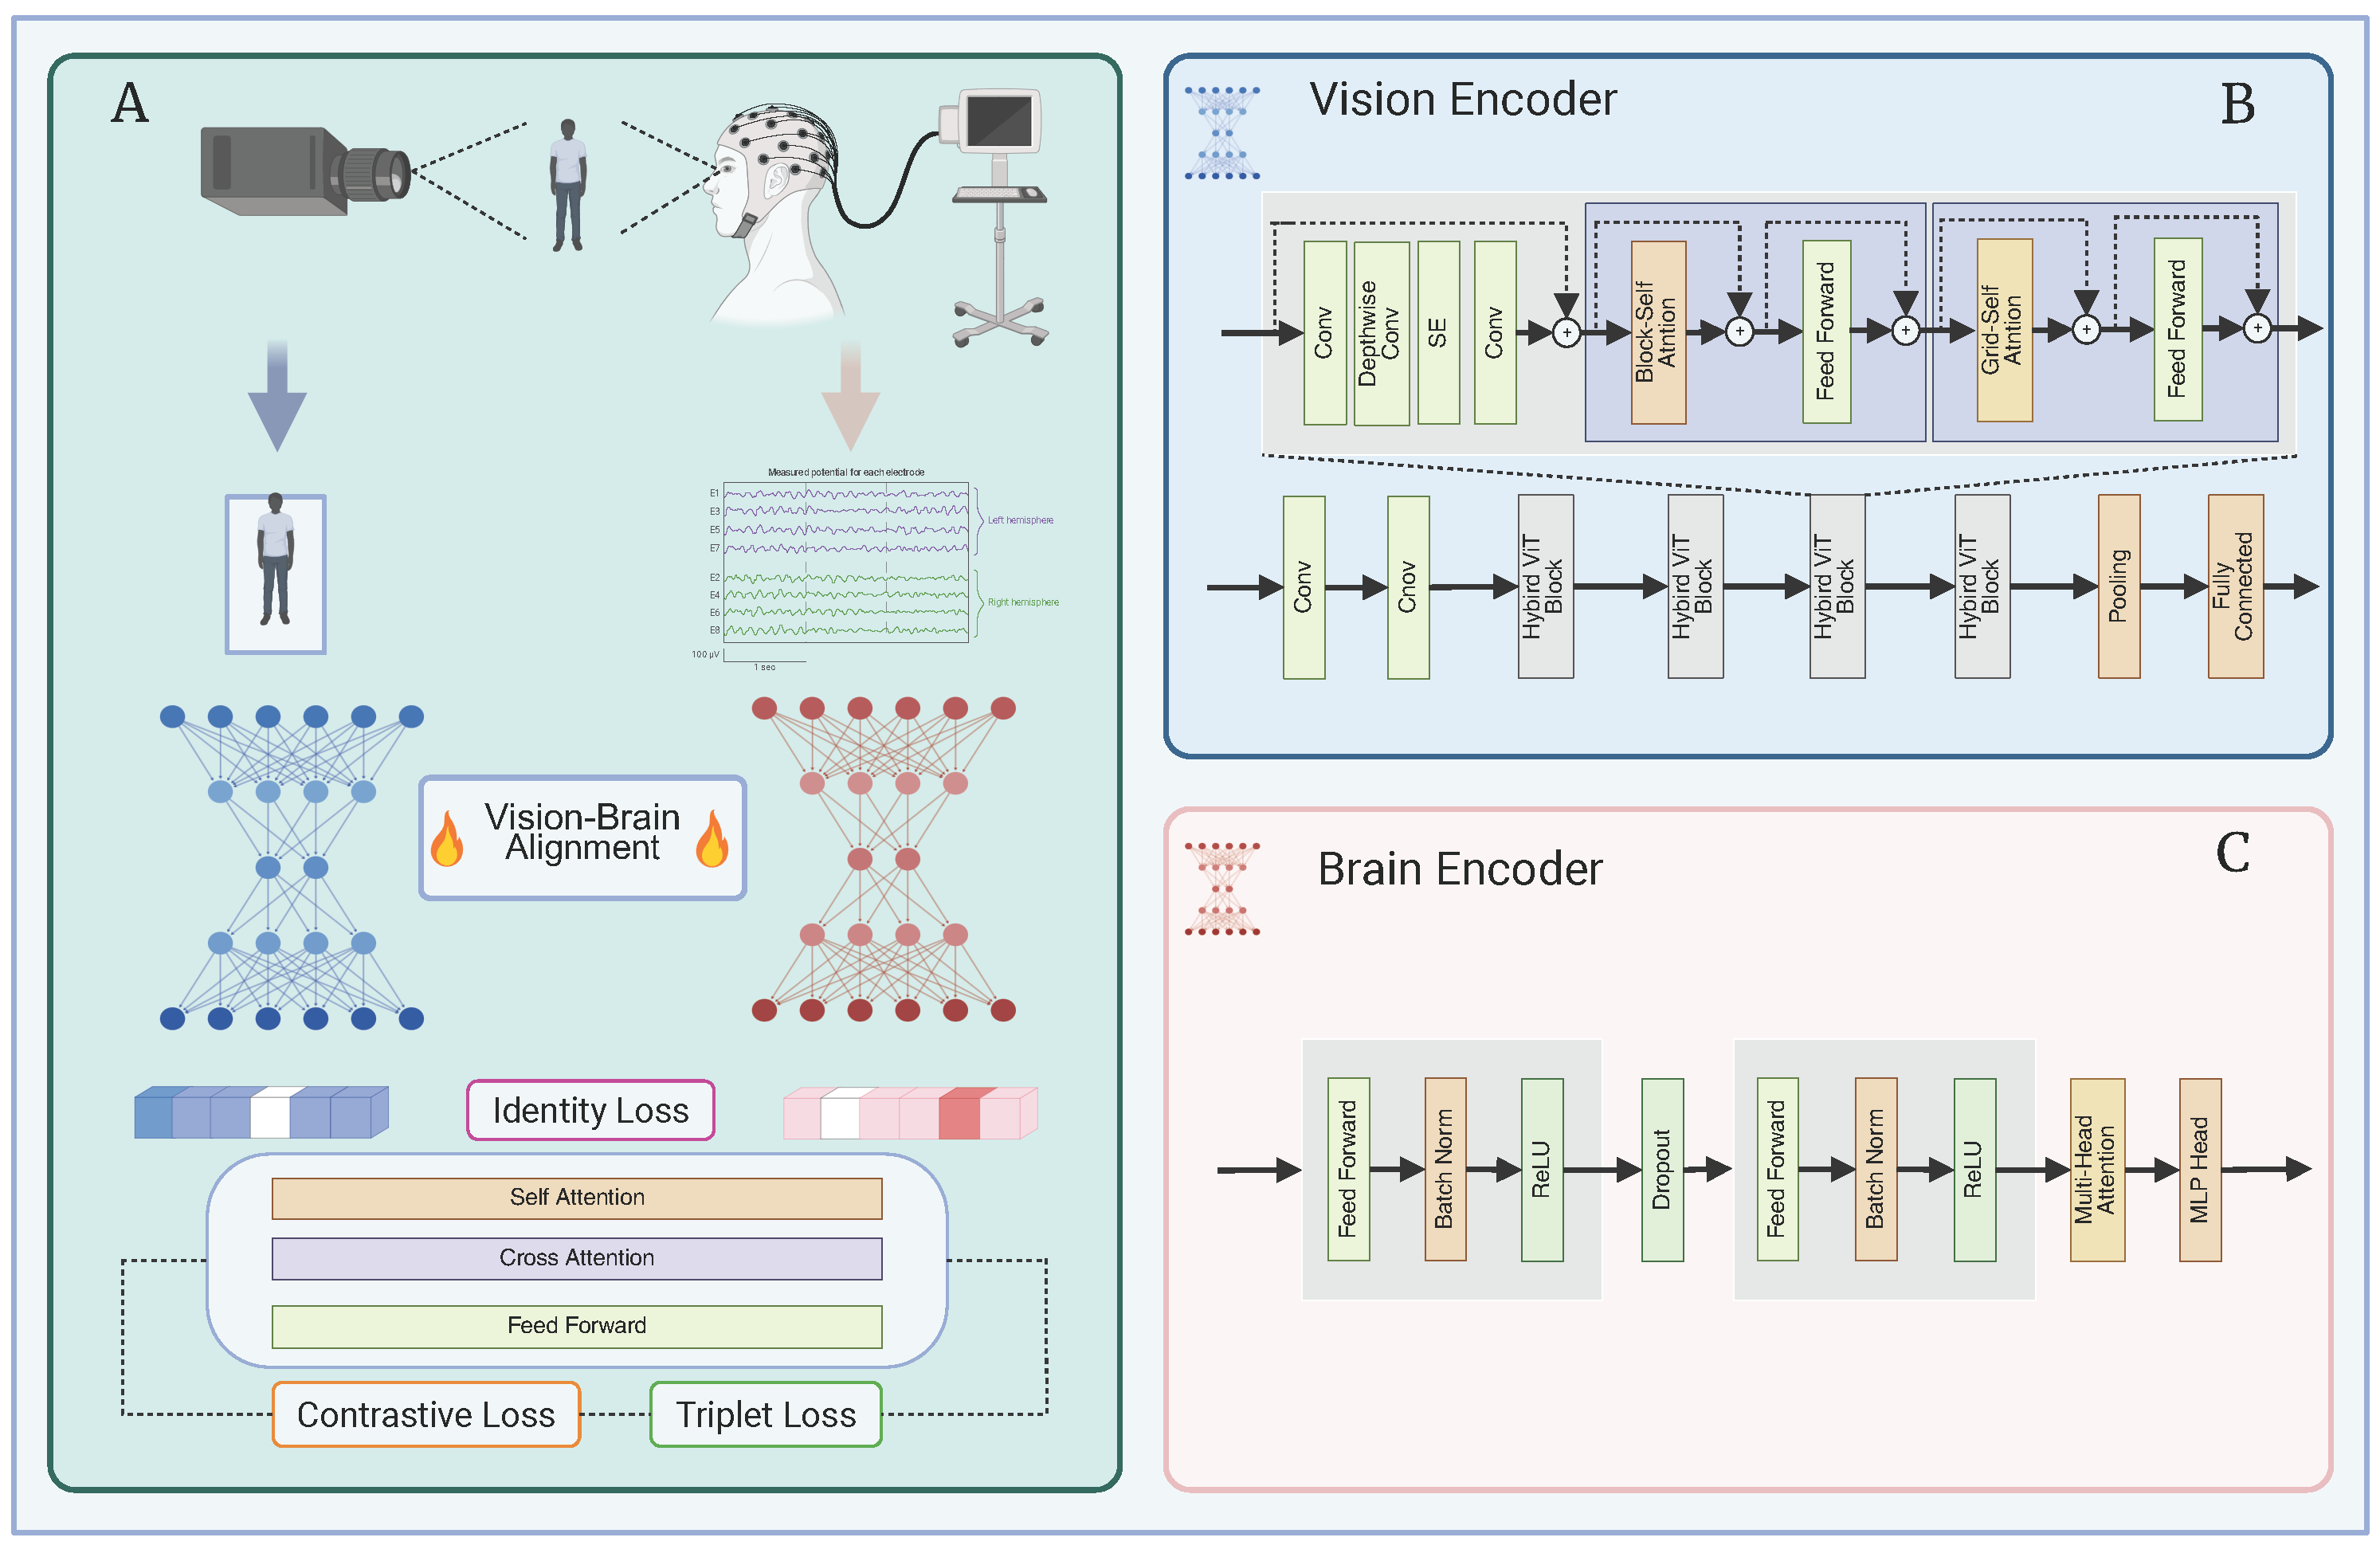 A
Measured potential for each electrode
E1
E3
E5
E7
Left hemisphere
E2
E4
E6
E8
Right hemisphere
100 µV
1 sec
Vision-Brain
Alignment
Identity Loss
Self Attention
Cross Attention
Feed Forward
Contrastive Loss
Triplet Loss
Vision Encoder
B
Conv
Depthwise
Conv
SE
Conv
+
Block-Self
Atntion
+
Feed Forward
+
Grid-Self
Atntion
+
Feed Forward
+
Conv
Cnov
Hybird ViT
Block
Hybird ViT
Block
Hybird ViT
Block
Hybird ViT
Block
Pooling
Fully
Connected
Brain Encoder
C
Feed Forward
Batch Norm
ReLU
Dropout
Feed Forward
Batch Norm
ReLU
Multi-Head
Attention
MLP Head